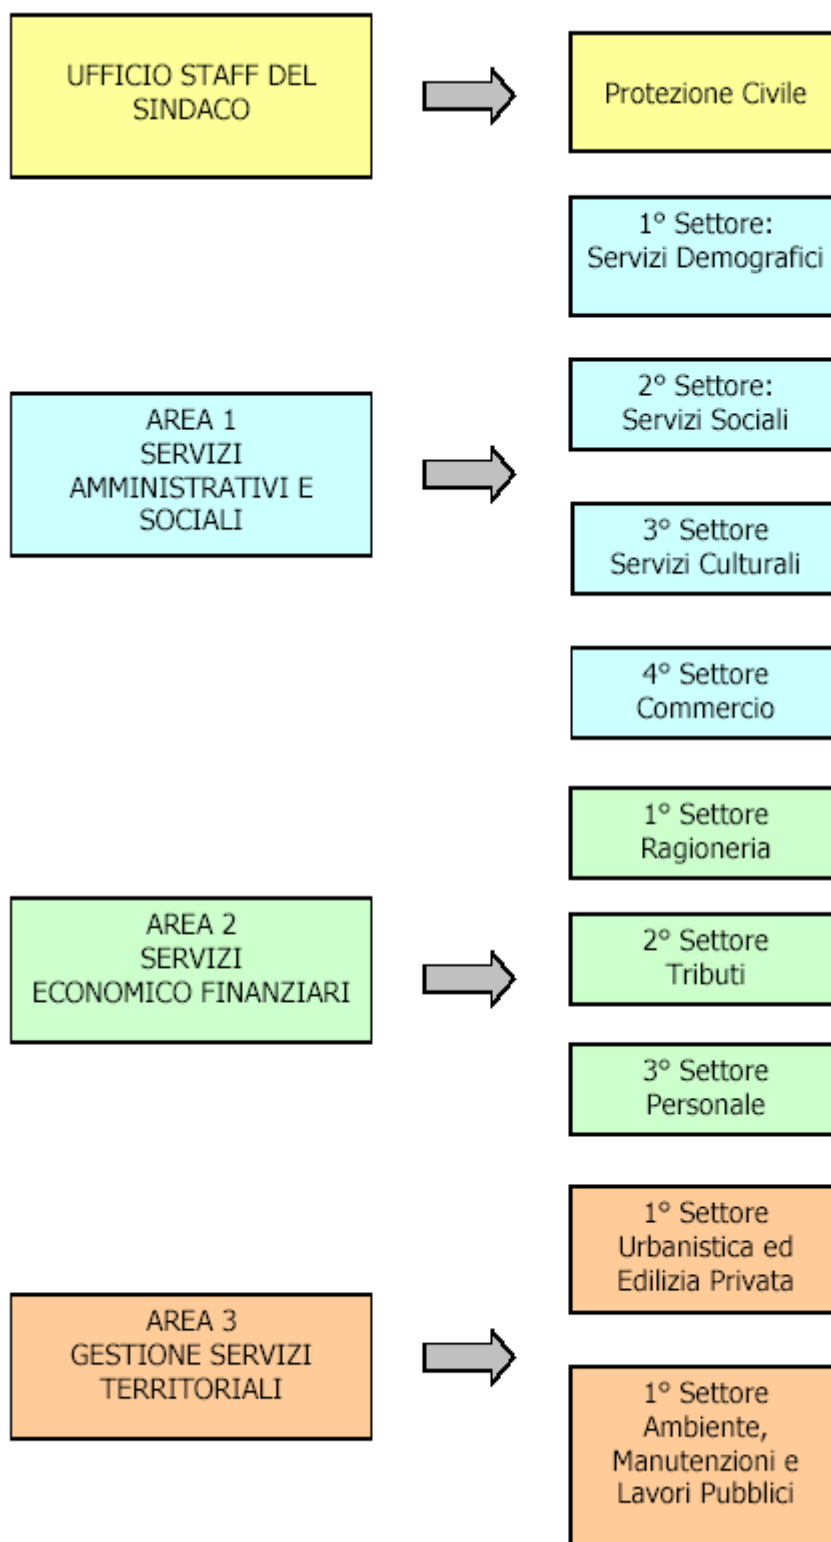 UFFICIO STAFF DEL
SINDACO
Protezione Civile
1° Settore:
Servizi Demografici
AREA 1
SERVIZI
AMMINISTRATIVI E
SOCIALI
2° Settore:
Servizi Sociali
3° Settore
Servizi Culturali
4° Settore
Commercio
AREA 2
SERVIZI
ECONOMICO FINANZIARI
1° Settore
Ragioneria
2° Settore
Tributi
3° Settore
Personale
AREA 3
GESTIONE SERVIZI
TERRITORIALI
1° Settore
Urbanistica ed
Edilizia Privata
1° Settore
Ambiente,
Manutenzioni e
Lavori Pubblici